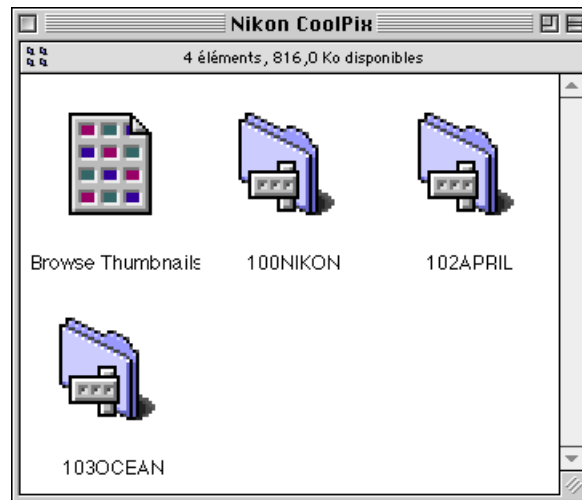 Nikon CoolPix
4 éléments, 816,0 Ko disponibles
Browse Thumbnails
100NIKON
102APRIL
103OCEAN